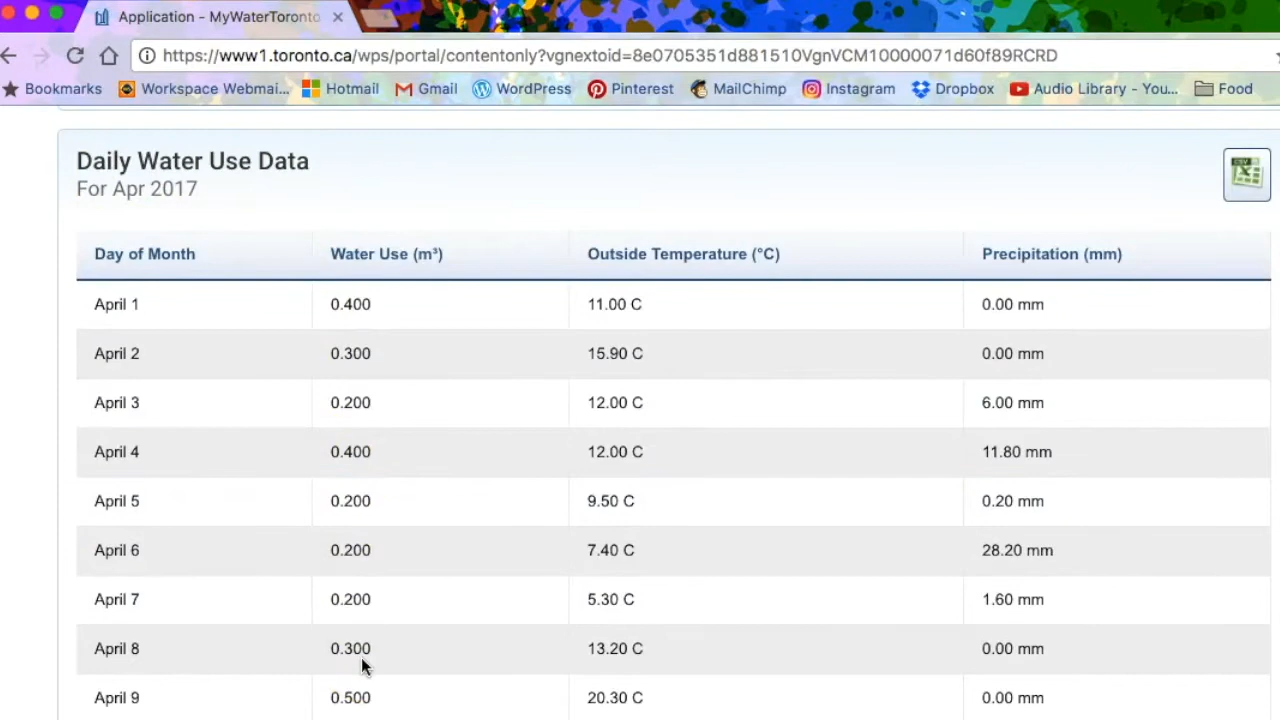 Application - MyWaterToronto
https://www1.toronto.ca/wps/portal/contentonly?vgnextoid=8e0705351d881510VgnVCM10000071d60f89RCRD
Bookmarks Workspace Webmai... Hotmail Gmail WordPress Pinterest MailChimp Instagram Dropbox Audio Library - You... Food
Daily Water Use Data
For Apr 2017
CSV
Day of Month Water Use (m³) Outside Temperature (°C) Precipitation (mm)
April 1 0.400 11.00 C 0.00 mm
April 2 0.300 15.90 C 0.00 mm
April 3 0.200 12.00 C 6.00 mm
April 4 0.400 12.00 C 11.80 mm
April 5 0.200 9.50 C 0.20 mm
April 6 0.200 7.40 C 28.20 mm
April 7 0.200 5.30 C 1.60 mm
April 8 0.300 13.20 C 0.00 mm
April 9 0.500 20.30 C 0.00 mm